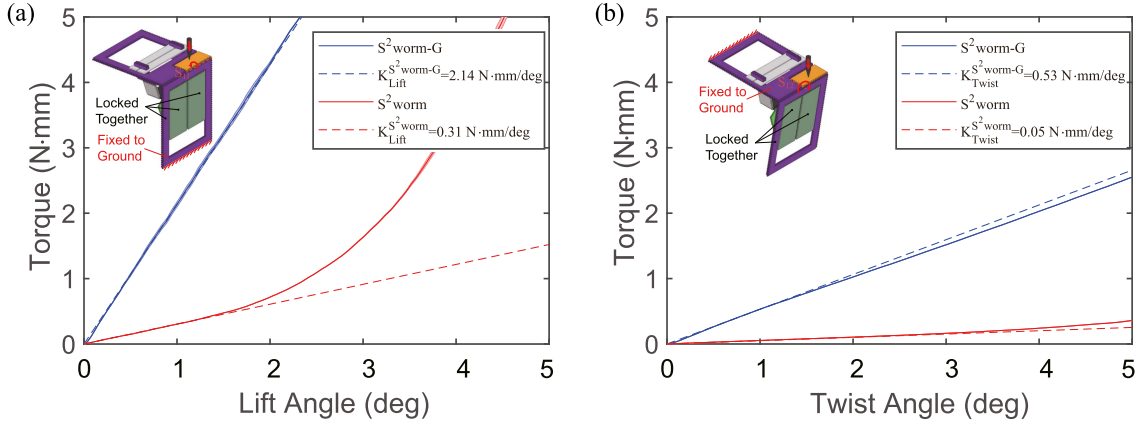 (a)
5
4
3
2
1
0
Torque (N·mm)
0 1 2 3 4 5
Lift Angle (deg)
Locked
Together
Fixed to
Ground
S²worm-G
K_Lift^S²worm-G=2.14 N·mm/deg
S²worm
K_Lift^S²worm=0.31 N·mm/deg
(b)
5
4
3
2
1
0
Torque (N·mm)
0 1 2 3 4 5
Twist Angle (deg)
Fixed to
Ground
Locked
Together
S²worm-G
K_Twist^S²worm-G=0.53 N·mm/deg
S²worm
K_Twist^S²worm=0.05 N·mm/deg